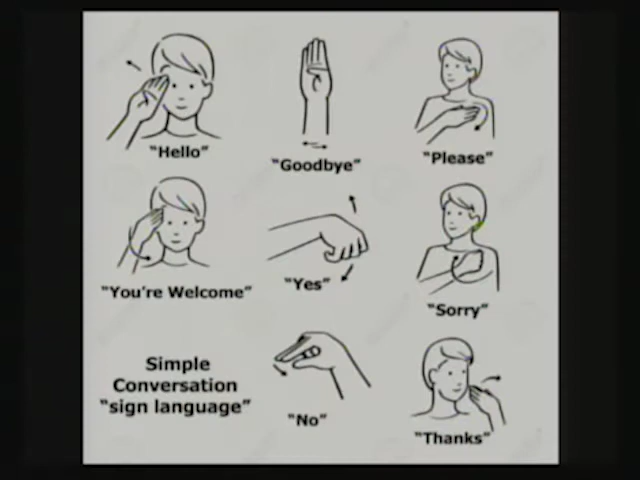 "Hello"
"Goodbye"
"Please"
"You're Welcome"
"Yes"
"Sorry"
Simple
Conversation
"sign language"
"No"
"Thanks"